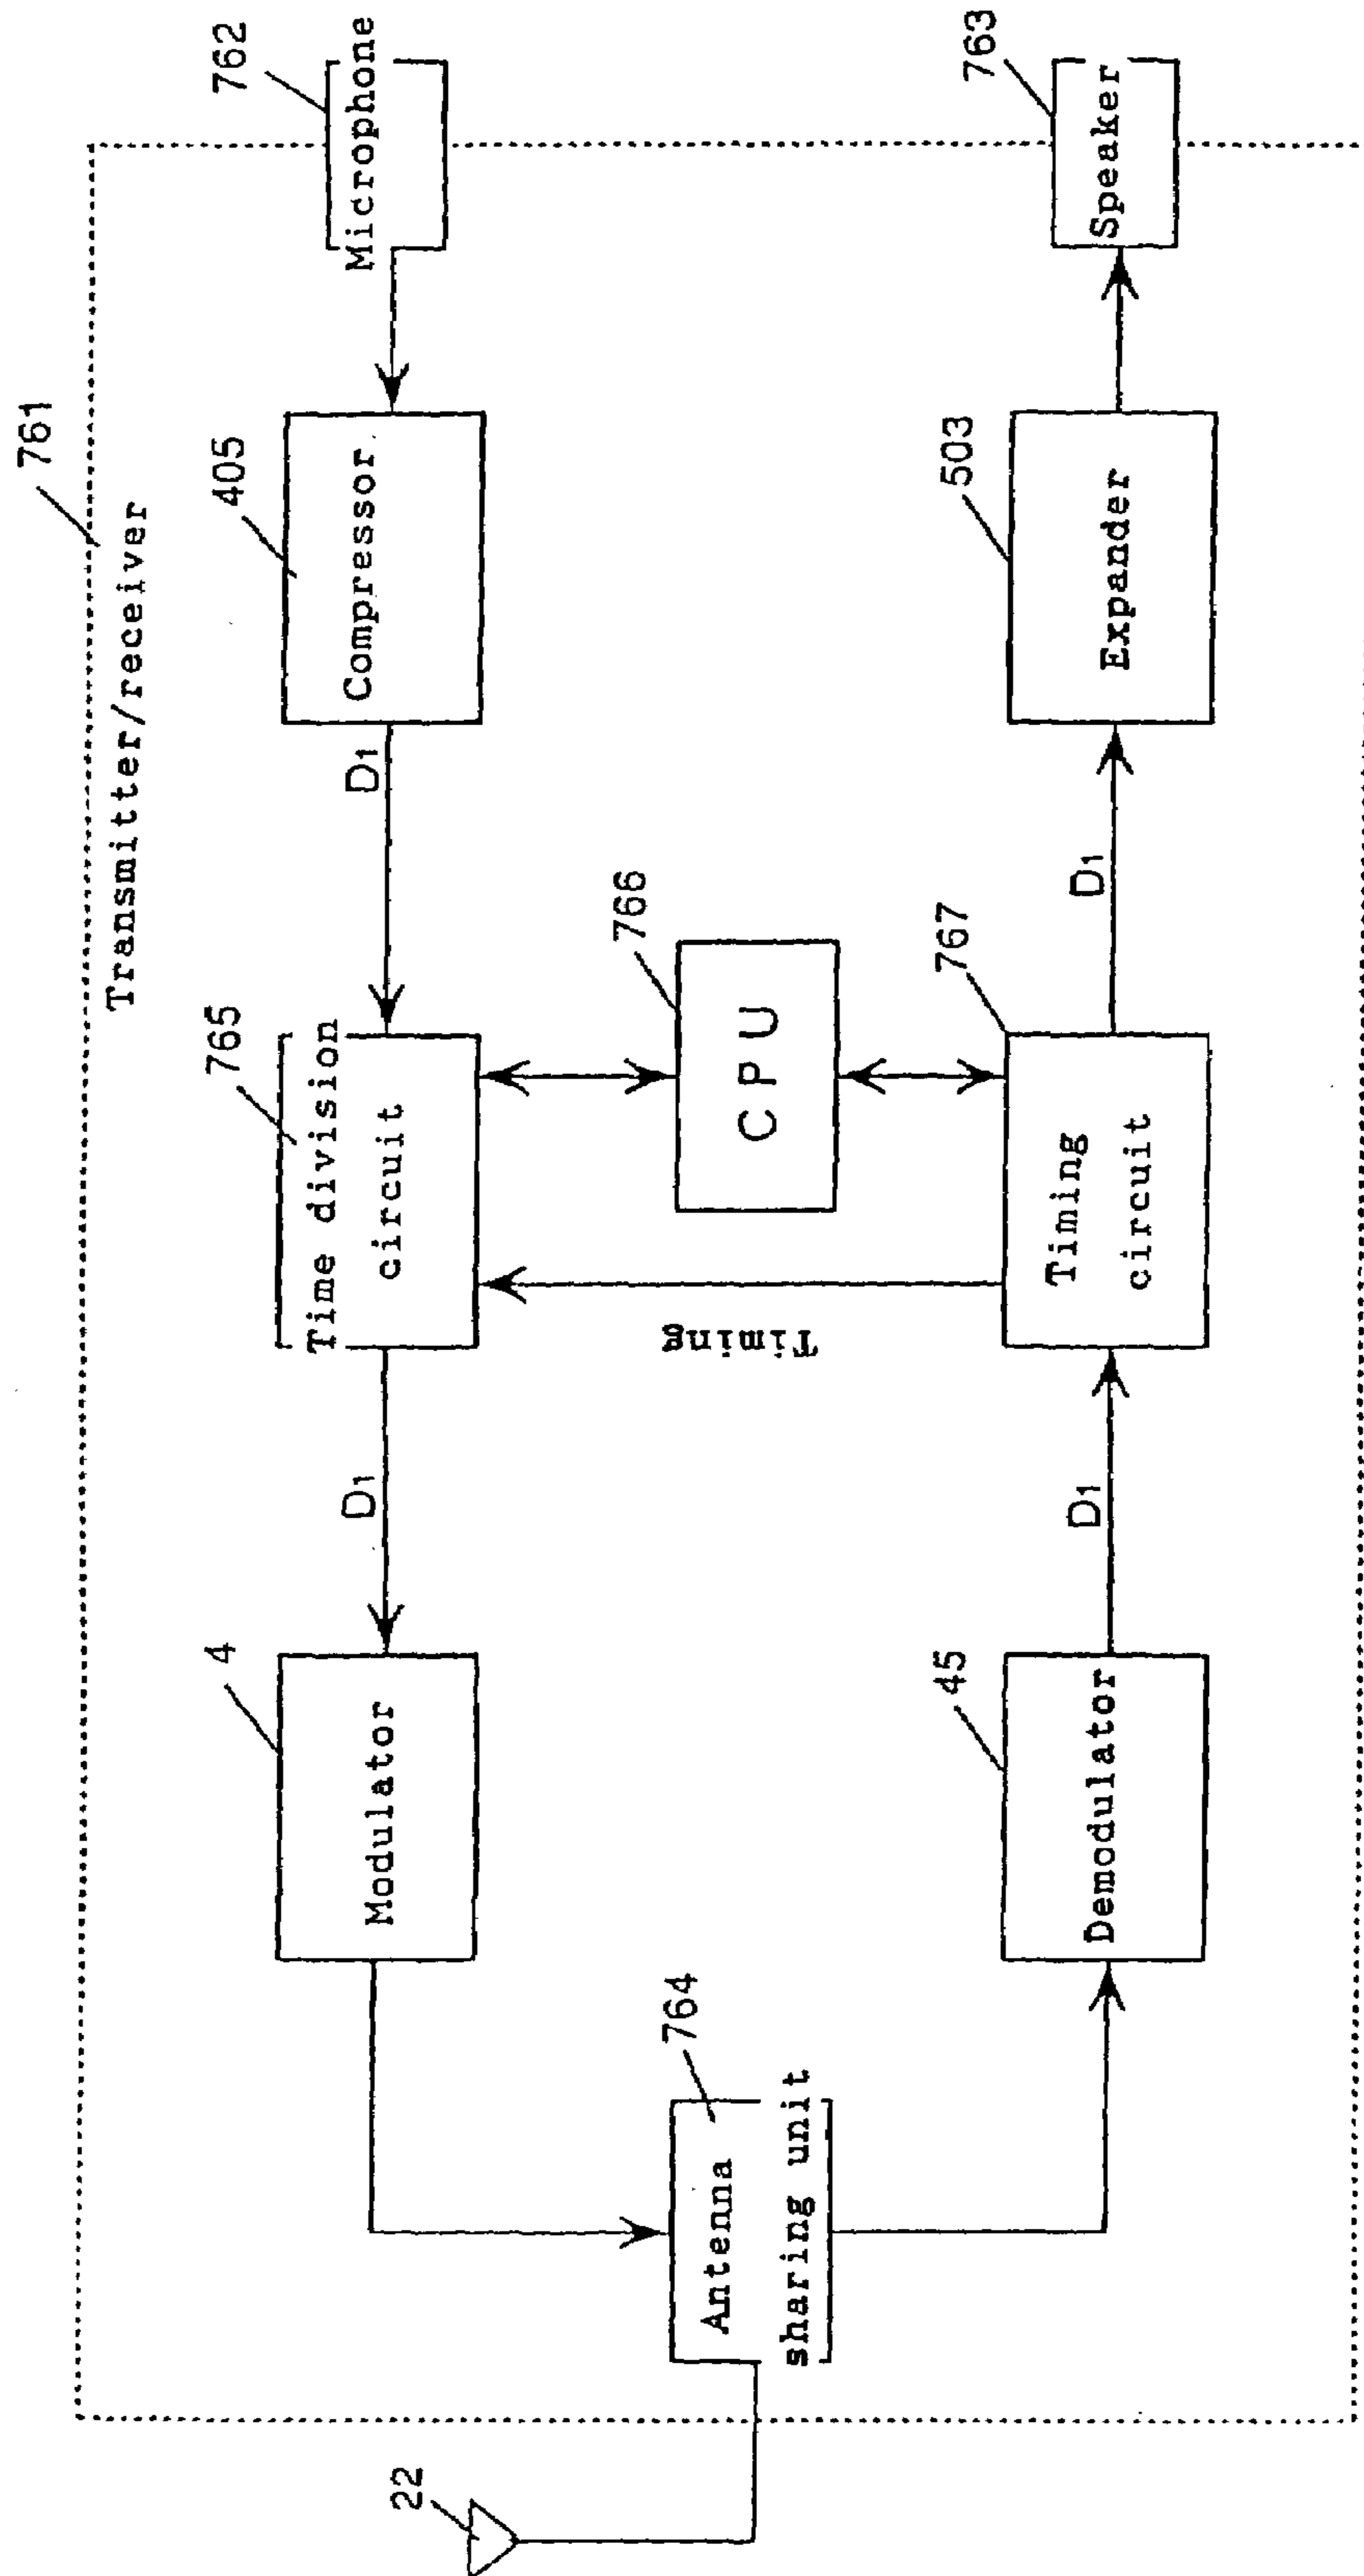 761
Transmitter/receiver
22
4
Modulator
D1
765
Time division
circuit
D1
405
Compressor
762
Microphone
764
Antenna
sharing unit
Timing
766
CPU
45
Demodulator
D1
767
Timing
circuit
D1
503
Expander
763
Speaker